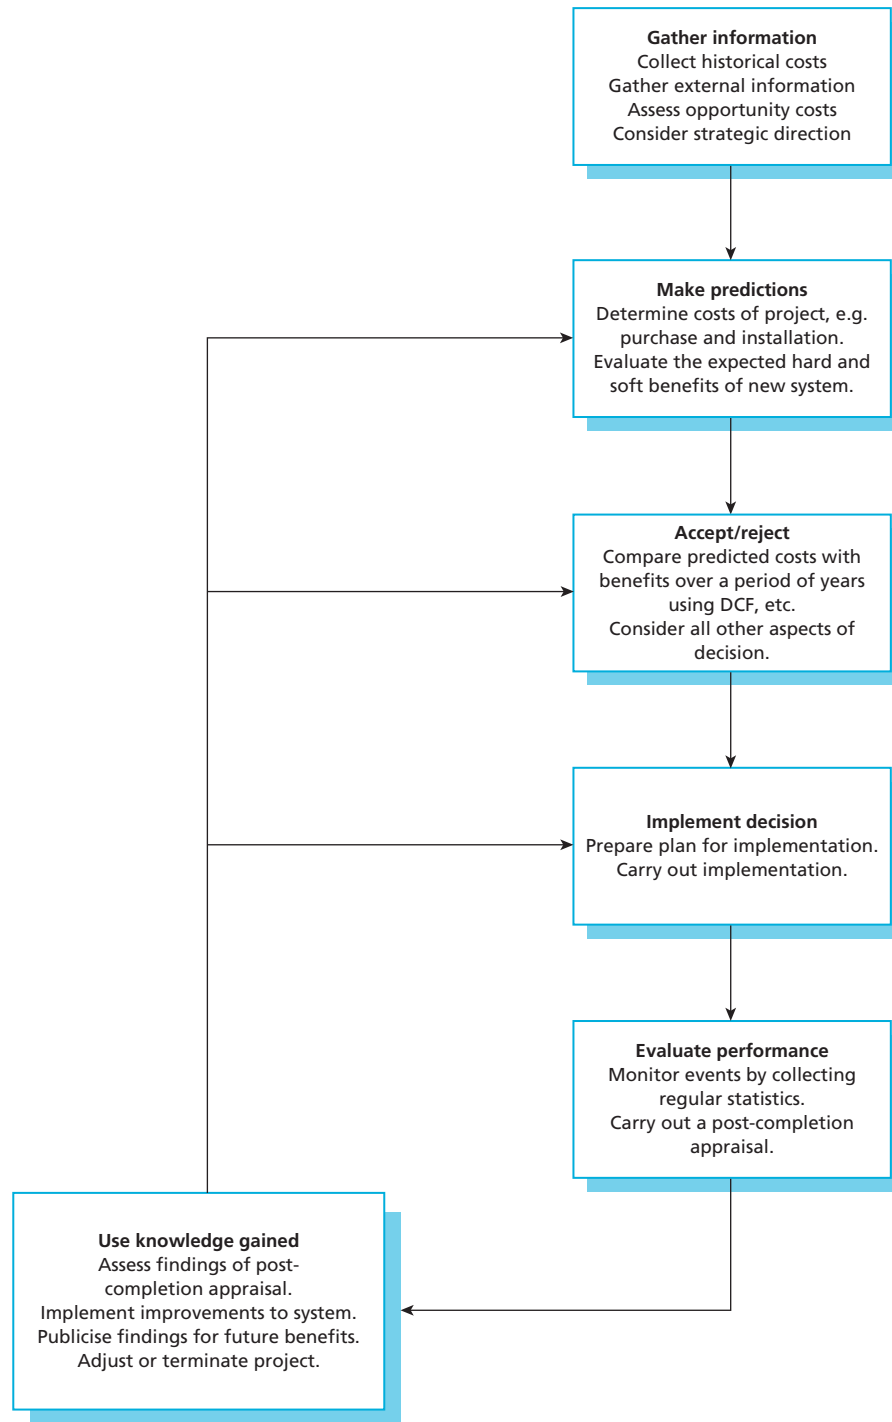 Gather information
Collect historical costs
Gather external information
Assess opportunity costs
Consider strategic direction
Make predictions
Determine costs of project, e.g.
purchase and installation.
Evaluate the expected hard and
soft benefits of new system.
Accept/reject
Compare predicted costs with
benefits over a period of years
using DCF, etc.
Consider all other aspects of
decision.
Implement decision
Prepare plan for implementation.
Carry out implementation.
Evaluate performance
Monitor events by collecting
regular statistics.
Carry out a post-completion
appraisal.
Use knowledge gained
Assess findings of post-
completion appraisal.
Implement improvements to system.
Publicise findings for future benefits.
Adjust or terminate project.